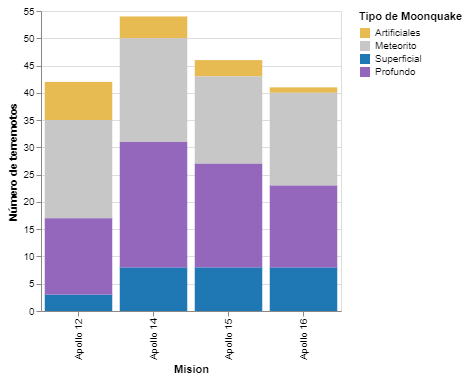 Tipo de Moonquake
Artificiales
Meteorito
Superficial
Profundo
55
50
45
40
35
30
25
20
15
10
5
0
Número de terremotos
Apollo 12
Apollo 14
Apollo 15
Apollo 16
Mision